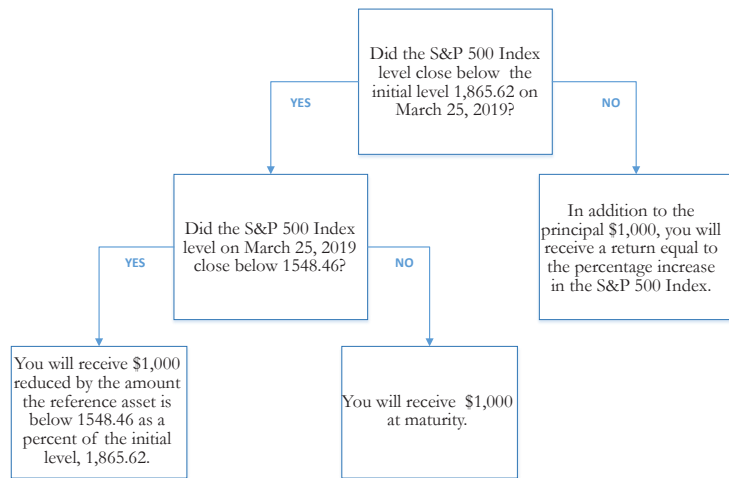 Did the S&P 500 Index
level close below the
initial level 1,865.62 on
March 25, 2019?
YES
NO
Did the S&P 500 Index
level on March 25, 2019
close below 1548.46?
In addition to the
principal $1,000, you will
receive a return equal to
the percentage increase
in the S&P 500 Index.
YES
NO
You will receive $1,000
reduced by the amount
the reference asset is
below 1548.46 as a
percent of the initial
level, 1,865.62.
You will receive $1,000
at maturity.